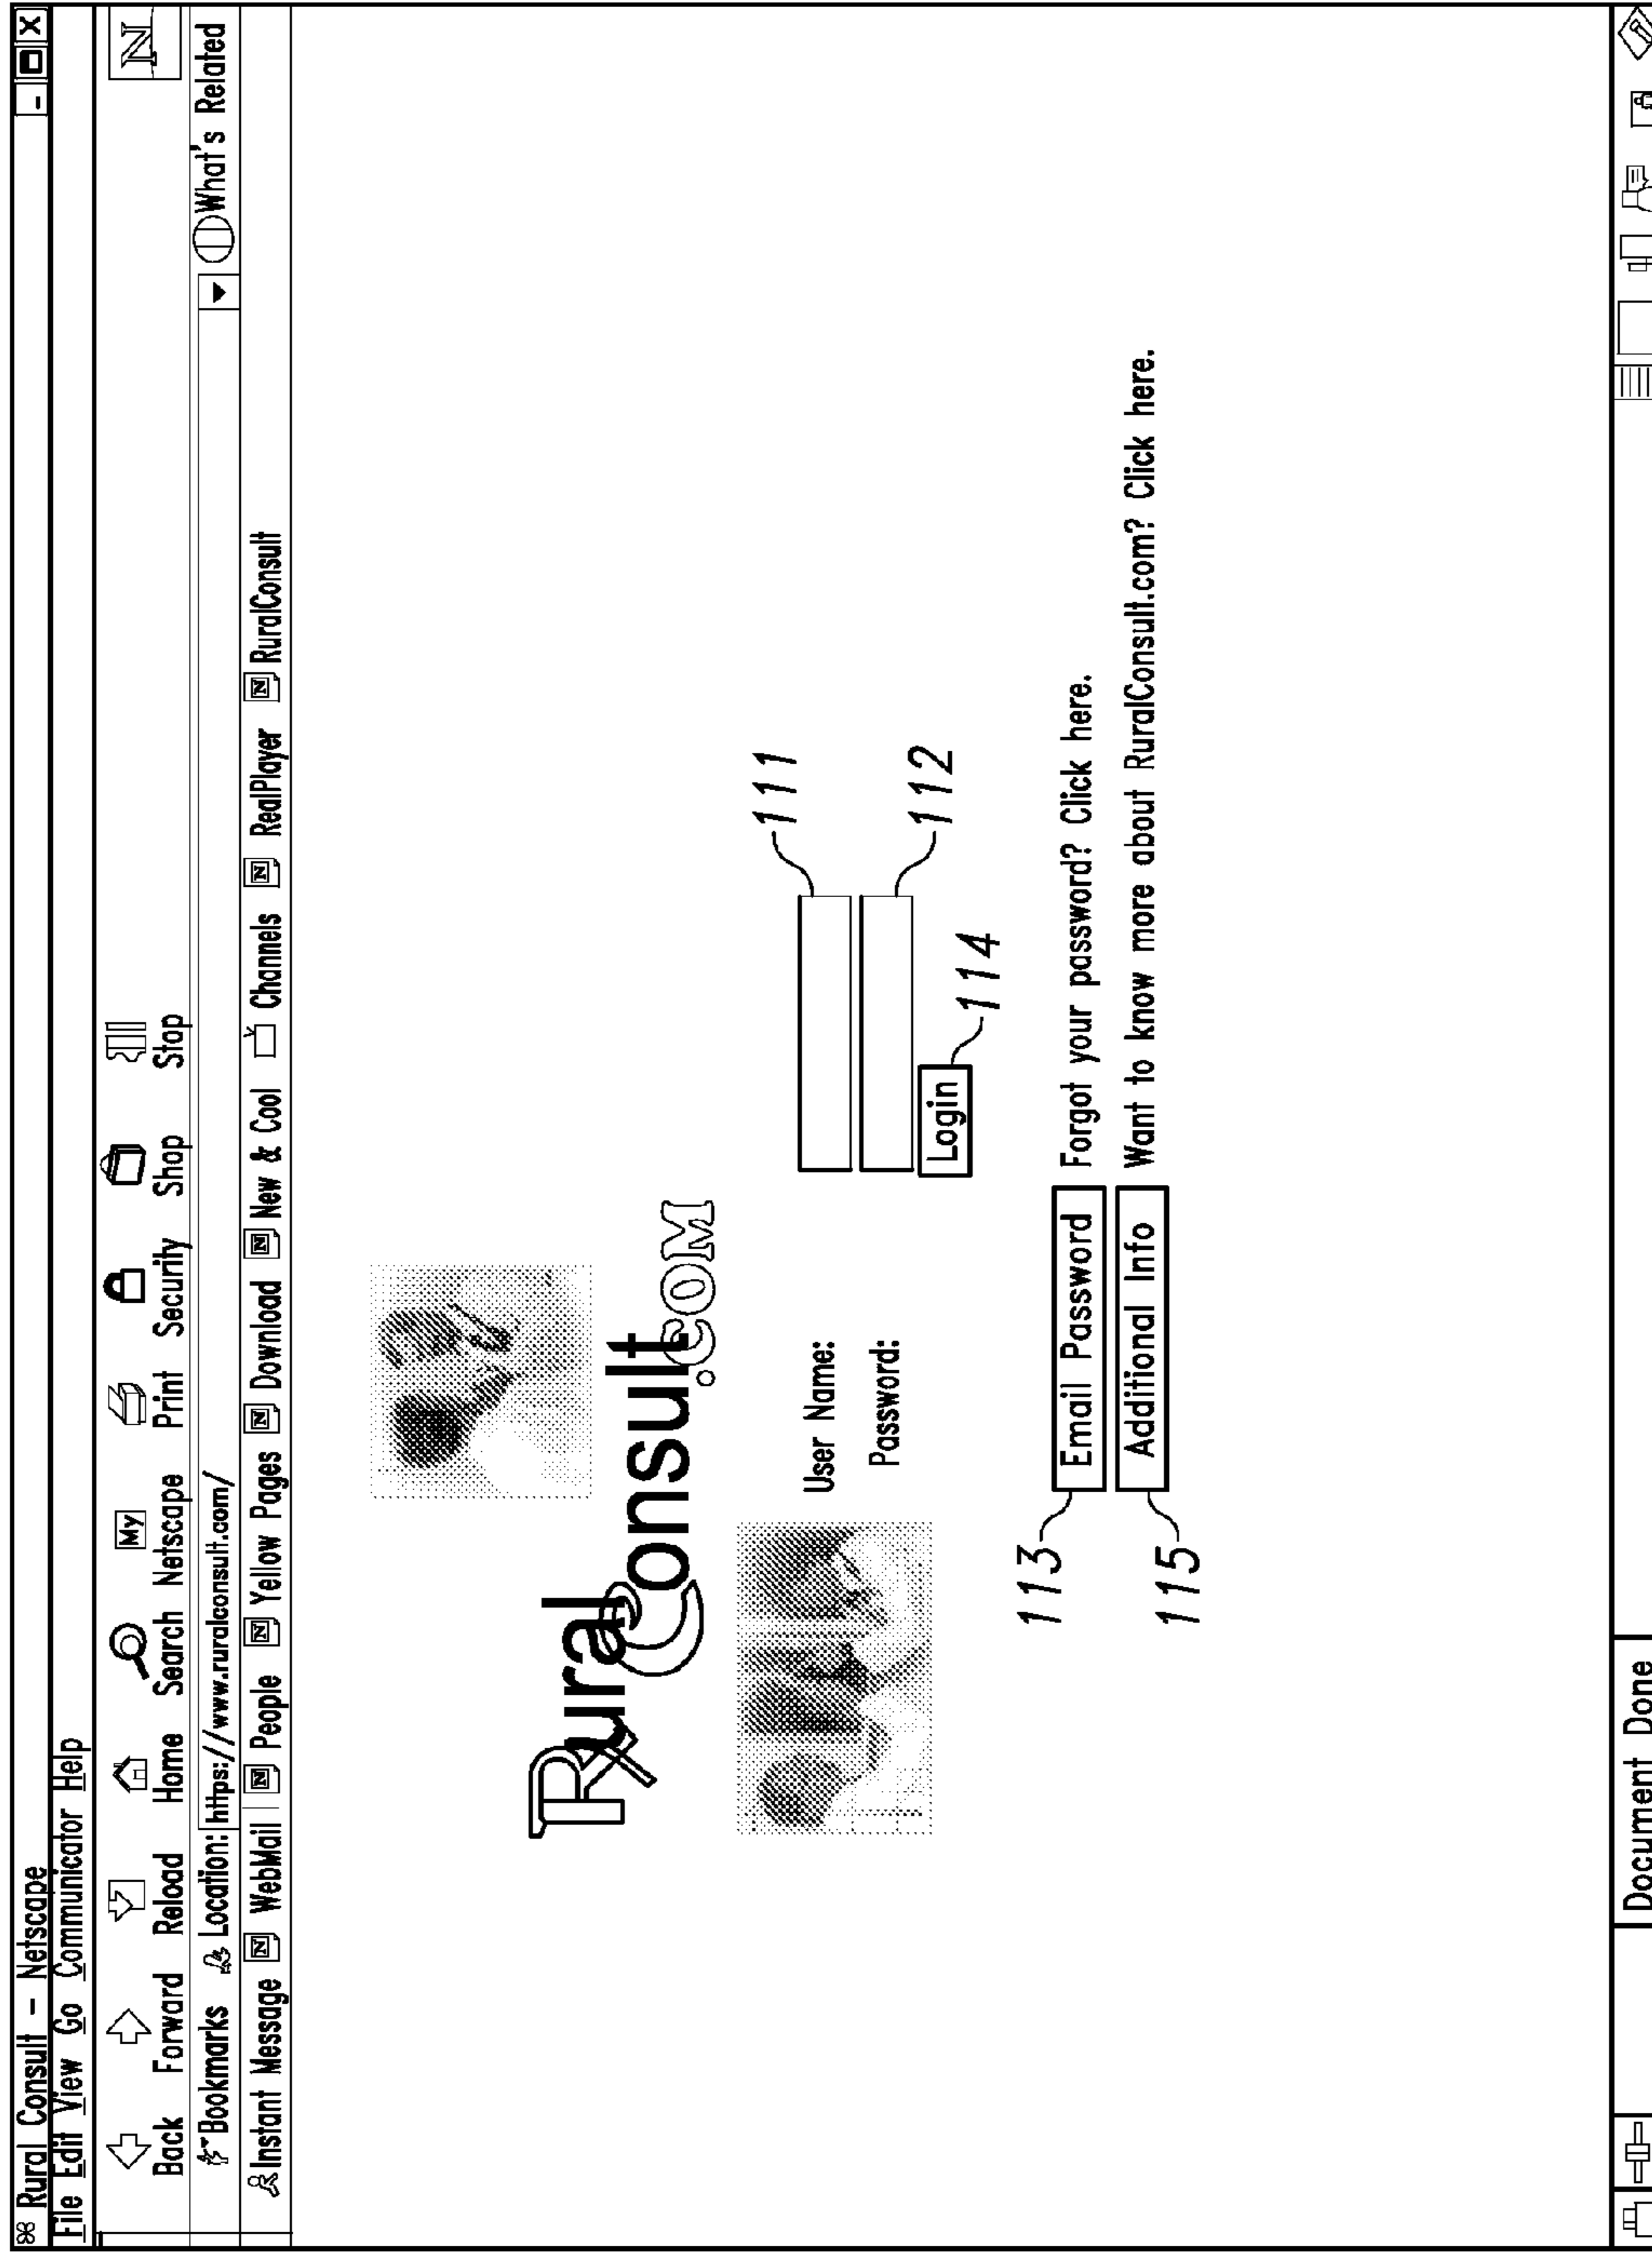 Rural Consult - Netscape
File Edit View Go Communicator Help
N
My
Back Forward Reload Home Search Netscape Print Security Shop Stop
Bookmarks Location: https://www.ruralconsult.com/ What's Related
Instant Message N WebMail N People N Yellow Pages N Download N New & Cool Channels N RealPlayer N RuralConsult
Rural
Consult
.COM
111
User Name:
Password:
112
Login
114
113
Email Password Forgot your password? Click here.
Additional Info Want to know more about RuralConsult.com? Click here.
115
Document Done